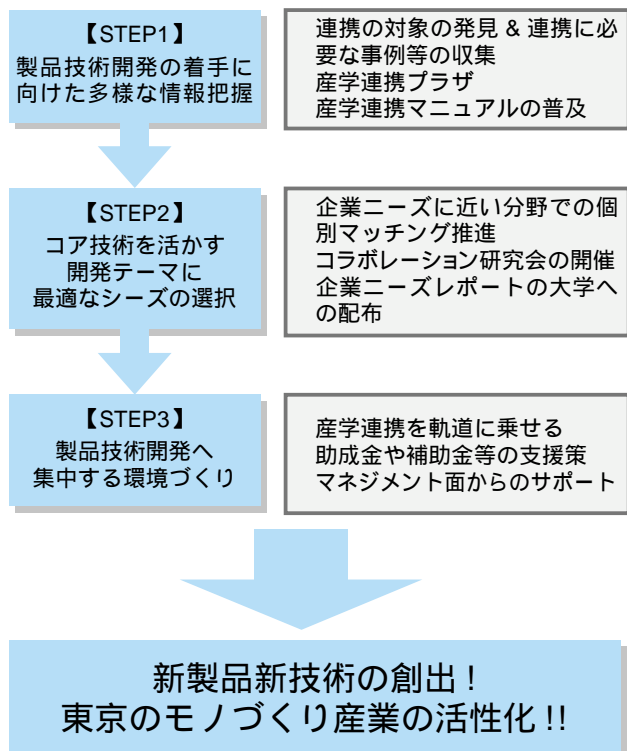 【STEP1】
製品技術開発の着手に
向けた多様な情報把握
連携の対象の発見 & 連携に必
要な事例等の収集
産学連携プラザ
産学連携マニュアルの普及
【STEP2】
コア技術を活かす
開発テーマに
最適なシーズの選択
企業ニーズに近い分野での個
別マッチング推進
コラボレーション研究会の開催
企業ニーズレポートの大学へ
の配布
【STEP3】
製品技術開発へ
集中する環境づくり
産学連携を軌道に乗せる
助成金や補助金等の支援策
マネジメント面からのサポート
新製品新技術の創出！
東京のモノづくり産業の活性化 !!